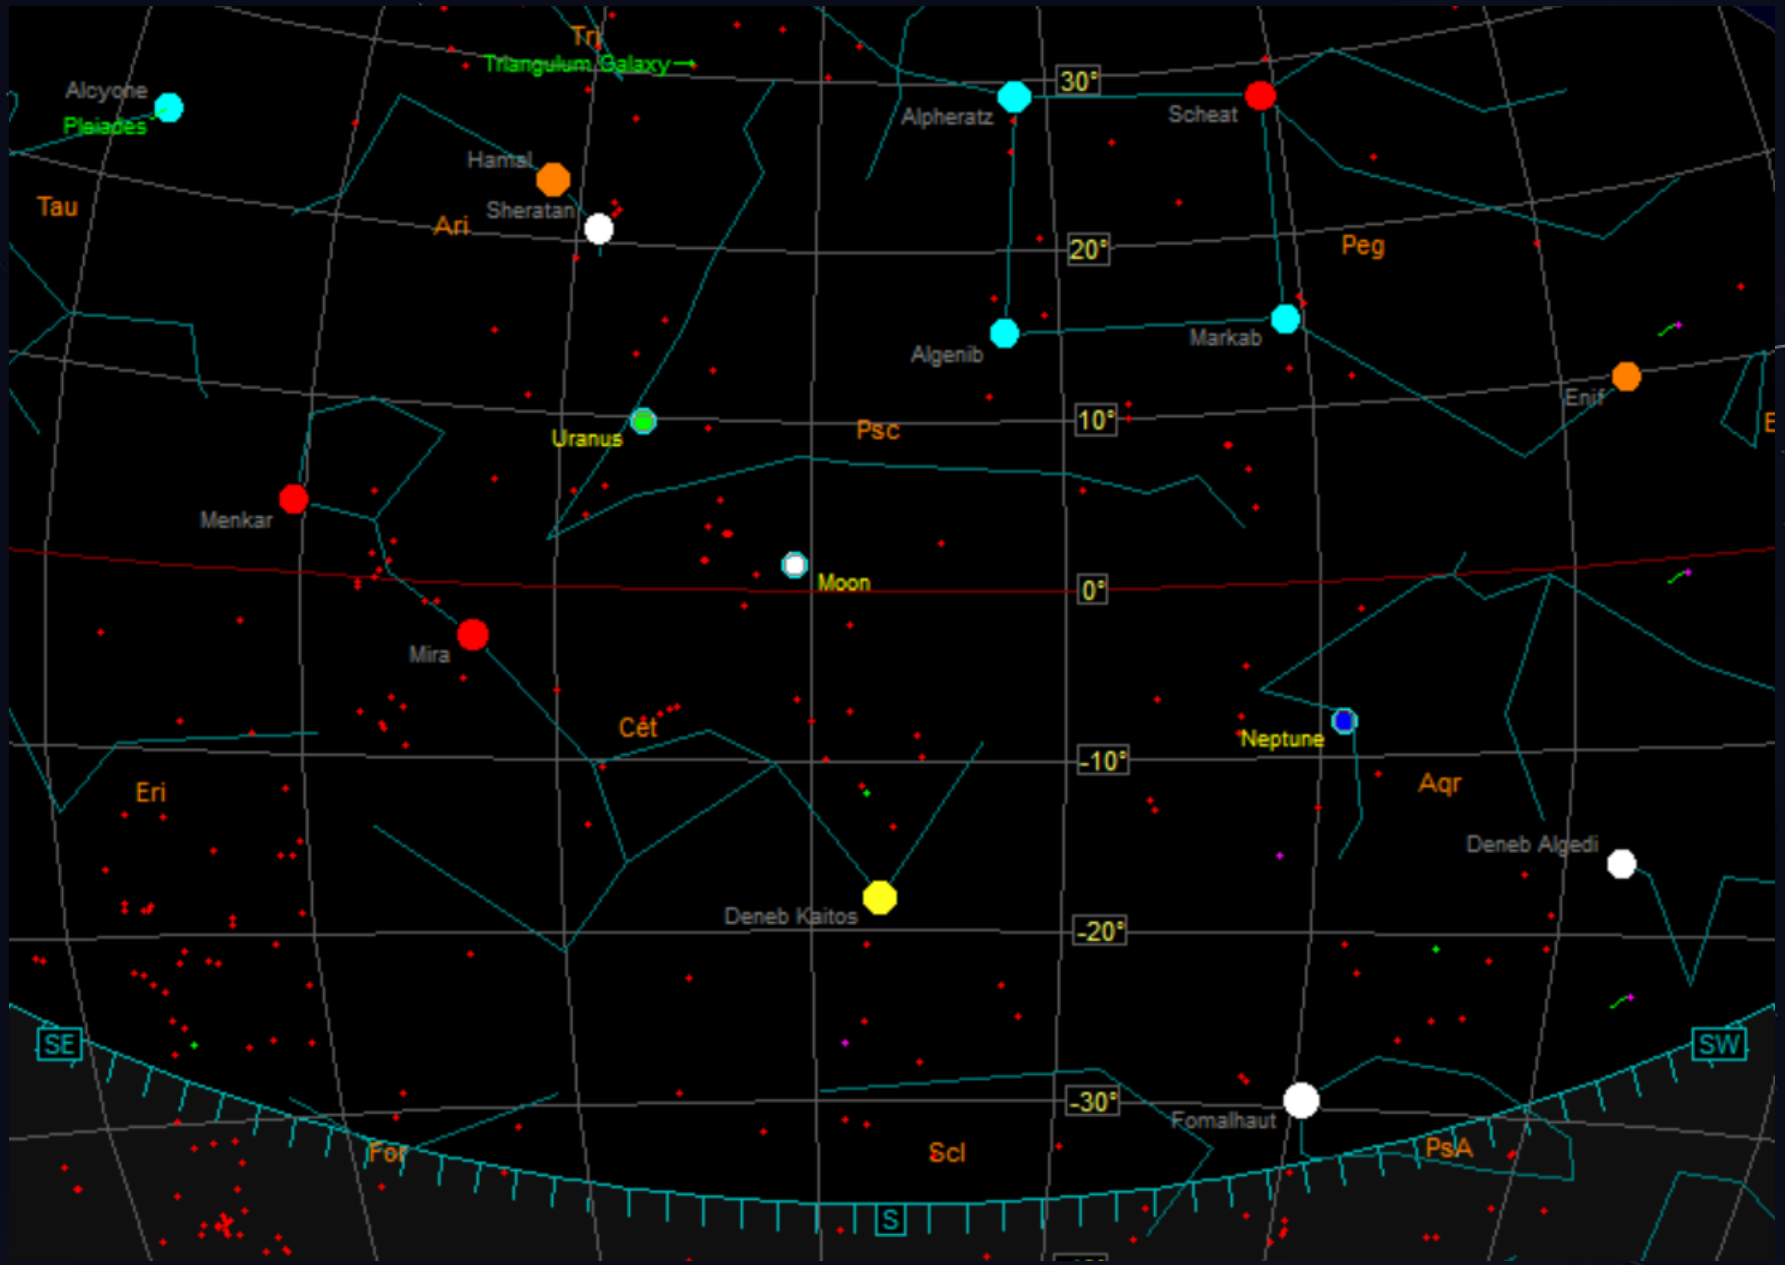 Tri
Triangulum Galaxy→
30°
Alcyone
Alpheratz
Scheat
Pleiades
Hamal
Sheratan
Tau
Ari
20°
Peg
Algenib
Markab
Enif
10°
Uranus
Psc
Menkar
Moon
0°
Mira
Cet
Neptune
-10°
Aqr
Eri
Deneb Algedi
Deneb Kaitos
-20°
SE
SW
-30°
Fomalhaut
For
Scl
PsA
S